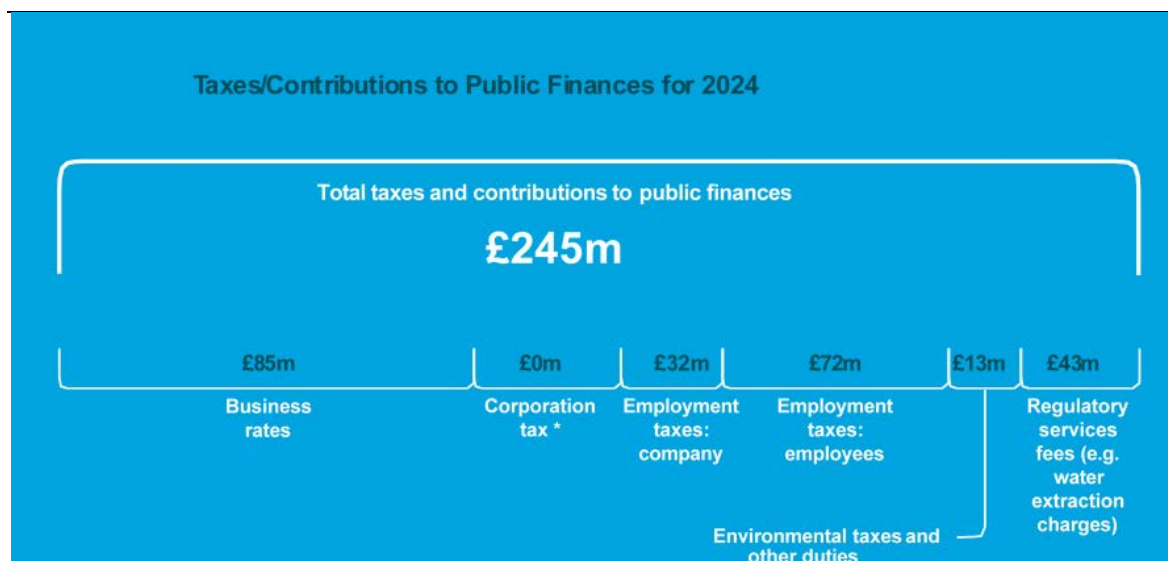 Taxes/Contributions to Public Finances for 2024
Total taxes and contributions to public finances
£245m
£85m
£0m
£32m
£72m
£13m
£43m
Business
rates
Corporation
tax *
Employment
taxes:
company
Employment
taxes:
employees
Environmental taxes and
other duties
Regulatory
services
fees (e.g.
water
extraction
charges)